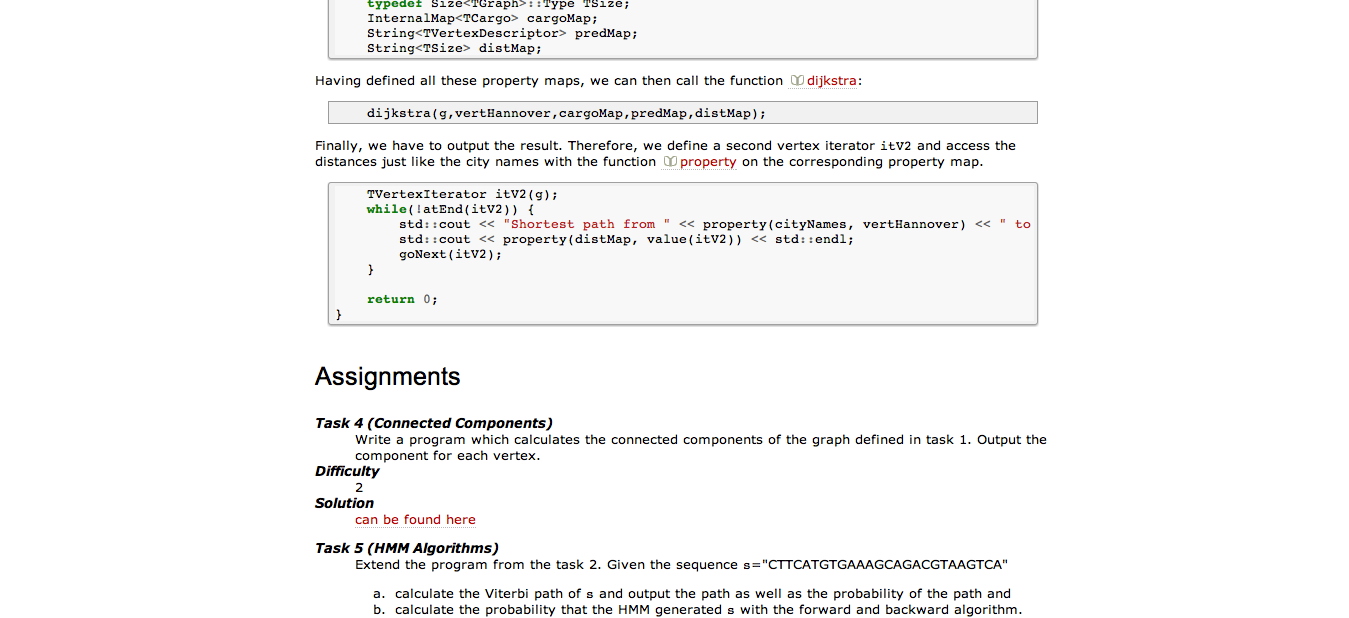 typedef Size<TGraph>::Type TSize;
InternalMap<TCargo> cargoMap;
String<TVertexDescriptor> predMap;
String<TSize> distMap;
Having defined all these property maps, we can then call the function dijkstra:
dijkstra(g,vertHannover,cargoMap,predMap,distMap);
Finally, we have to output the result. Therefore, we define a second vertex iterator itV2 and access the
distances just like the city names with the function property on the corresponding property map.
TVertexIterator itV2(g);
while(!atEnd(itV2)) {
std::cout << "Shortest path from " << property(cityNames, vertHannover) << " to
std::cout << property(distMap, value(itV2)) << std::endl;
goNext(itV2);
}
return 0;
}
Assignments
Task 4 (Connected Components)
Write a program which calculates the connected components of the graph defined in task 1. Output the
component for each vertex.
Difficulty
2
Solution
can be found here
Task 5 (HMM Algorithms)
Extend the program from the task 2. Given the sequence s="CTTCATGTGAAAGCAGACGTAAGTCA"
a. calculate the Viterbi path of s and output the path as well as the probability of the path and
b. calculate the probability that the HMM generated s with the forward and backward algorithm.